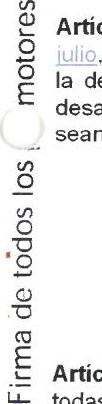 Firma de todos los motores
Artíc
julio,
la de
desa
sean
Artíc
todas